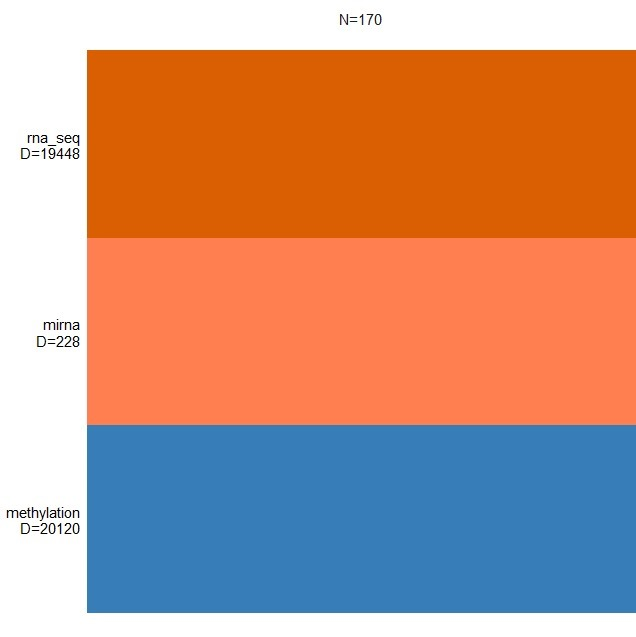 N=170
rna_seq
D=19448
mirna
D=228
methylation
D=20120